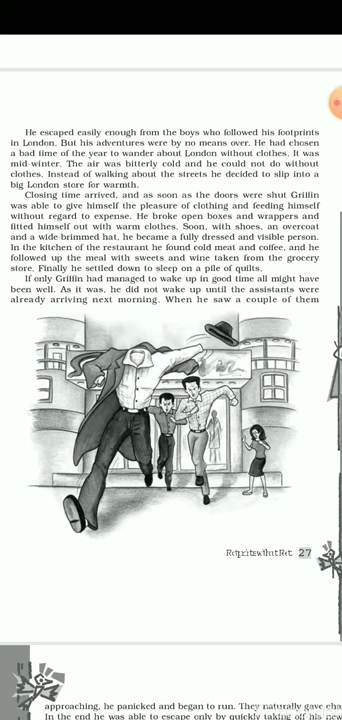 He escaped easily enough from the boys who followed his footprints
in London. But his adventures were by no means over. He had chosen
a bad time of the year to wander about London without clothes. It was
mid-winter. The air was bitterly cold and he could not do without
clothes. Instead of walking about the streets he decided to slip into a
big London store for warmth.
Closing time arrived, and as soon as the doors were shut Griffin
was able to give himself the pleasure of clothing and feeding himself
without regard to expense. He broke open boxes and wrappers and
fitted himself out with warm clothes. Soon, with shoes, an overcoat
and a wide-brimmed hat, he became a fully dressed and visible person.
In the kitchen of the restaurant he found cold meat and coffee, and he
followed up the meal with sweets and wine taken from the grocery
store. Finally he settled down to sleep on a pile of quilts.
If only Griffin had managed to wake up in good time all might have
been well. As it was, he did not wake up until the assistants were
already arriving next morning. When he saw a couple of them
27
approaching, he panicked and began to run. They naturally gave
In the end he was able to escape only by quickly taking off his